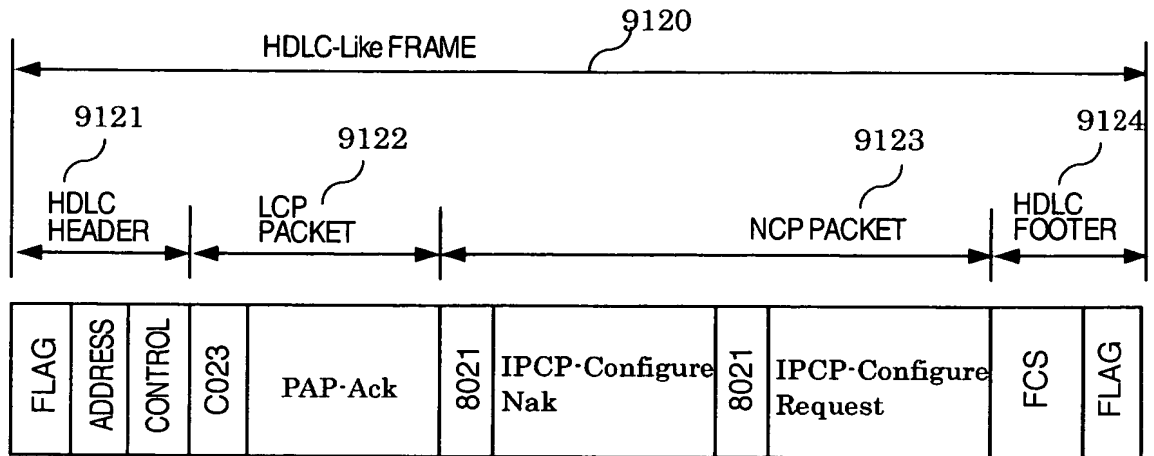 9120
HDLC-Like FRAME
9121
9122
9123
9124
HDLC
HEADER
LCP
PACKET
NCP PACKET
HDLC
FOOTER
FLAG
ADDRESS
CONTROL
C023
PAP-Ack
8021
IPCP-Configure
Nak
8021
IPCP-Configure
Request
FCS
FLAG